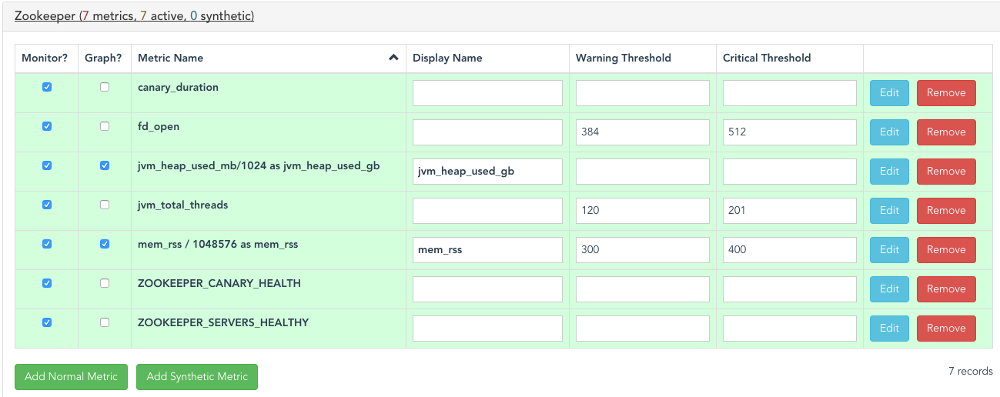 Zookeeper (7 metrics, 7 active, 0 synthetic)
Monitor? Graph? Metric Name Display Name Warning Threshold Critical Threshold
canary_duration Edit Remove
fd_open 384 512 Edit Remove
jvm_heap_used_mb/1024 as jvm_heap_used_gb jvm_heap_used_gb Edit Remove
jvm_total_threads 120 201 Edit Remove
mem_rss / 1048576 as mem_rss mem_rss 300 400 Edit Remove
ZOOKEEPER_CANARY_HEALTH Edit Remove
ZOOKEEPER_SERVERS_HEALTHY Edit Remove
Add Normal Metric Add Synthetic Metric 7 records